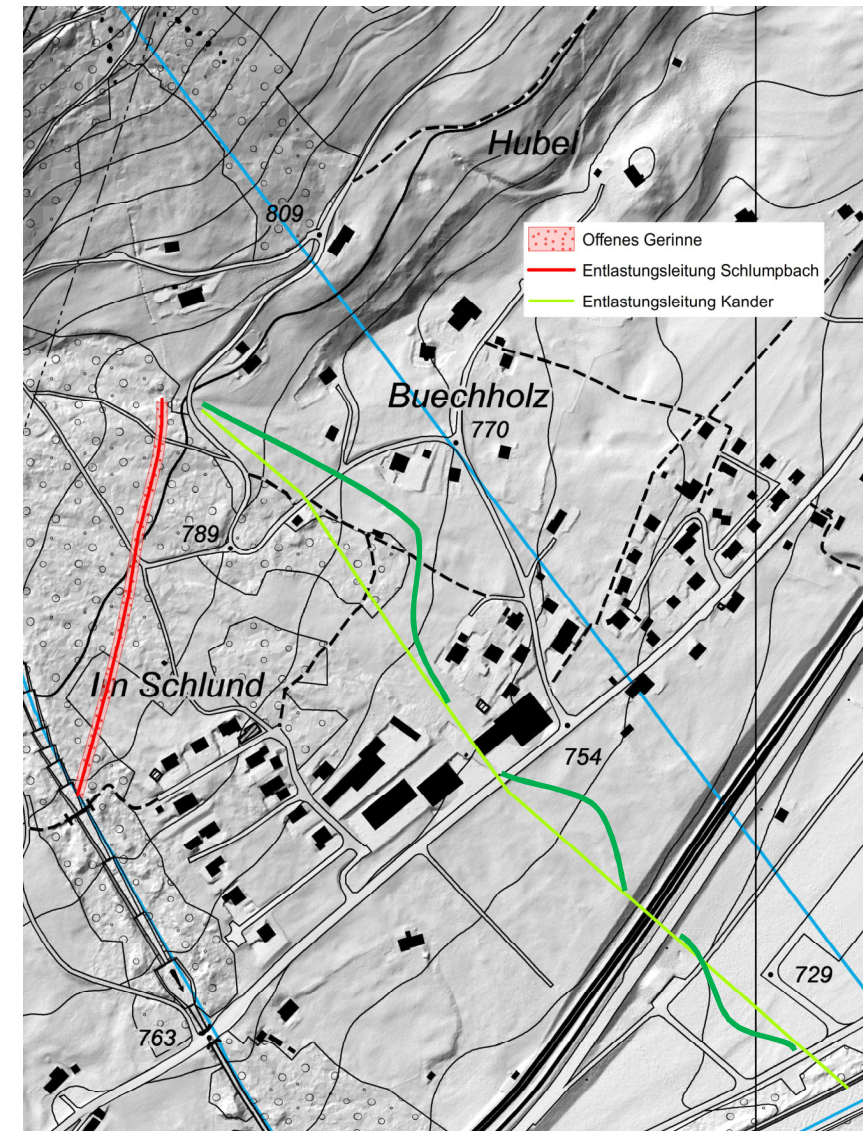 Hubel
809
Offenes Gerinne
Entlastungsleitung Schlumpbach
Entlastungsleitung Kander
Buechholz
770
789
Im Schlund
754
729
763